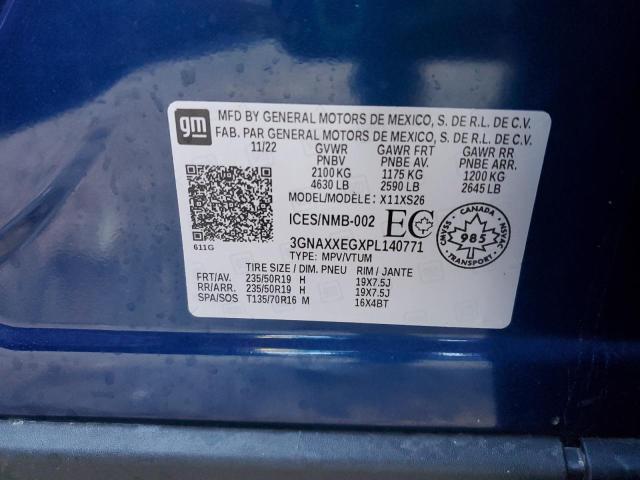 gm
MFD BY GENERAL MOTORS DE MEXICO, S. DE R.L. DE C.V.
FAB. PAR GENERAL MOTORS DE MEXICO, S. DE R.L. DE C.V.
11/22 GVWR GAWR FRT GAWR RR
PNBV PNBE AV. PNBE ARR.
2100 KG 1175 KG 1200 KG
4630 LB 2590 LB 2645 LB
MODEL/MODÈLE: X11XS26
ICES/NMB-002 EC
CANADA CMVSS NSVAC 985 TRANSPORT
611G
3GNAXXEGXPL140771
TYPE: MPV/VTUM
TIRE SIZE / DIM. PNEU RIM / JANTE
FRT/AV. 235/50R19 H 19X7.5J
RR/ARR. 235/50R19 H 19X7.5J
SPA/SOS T135/70R16 M 16X4BT